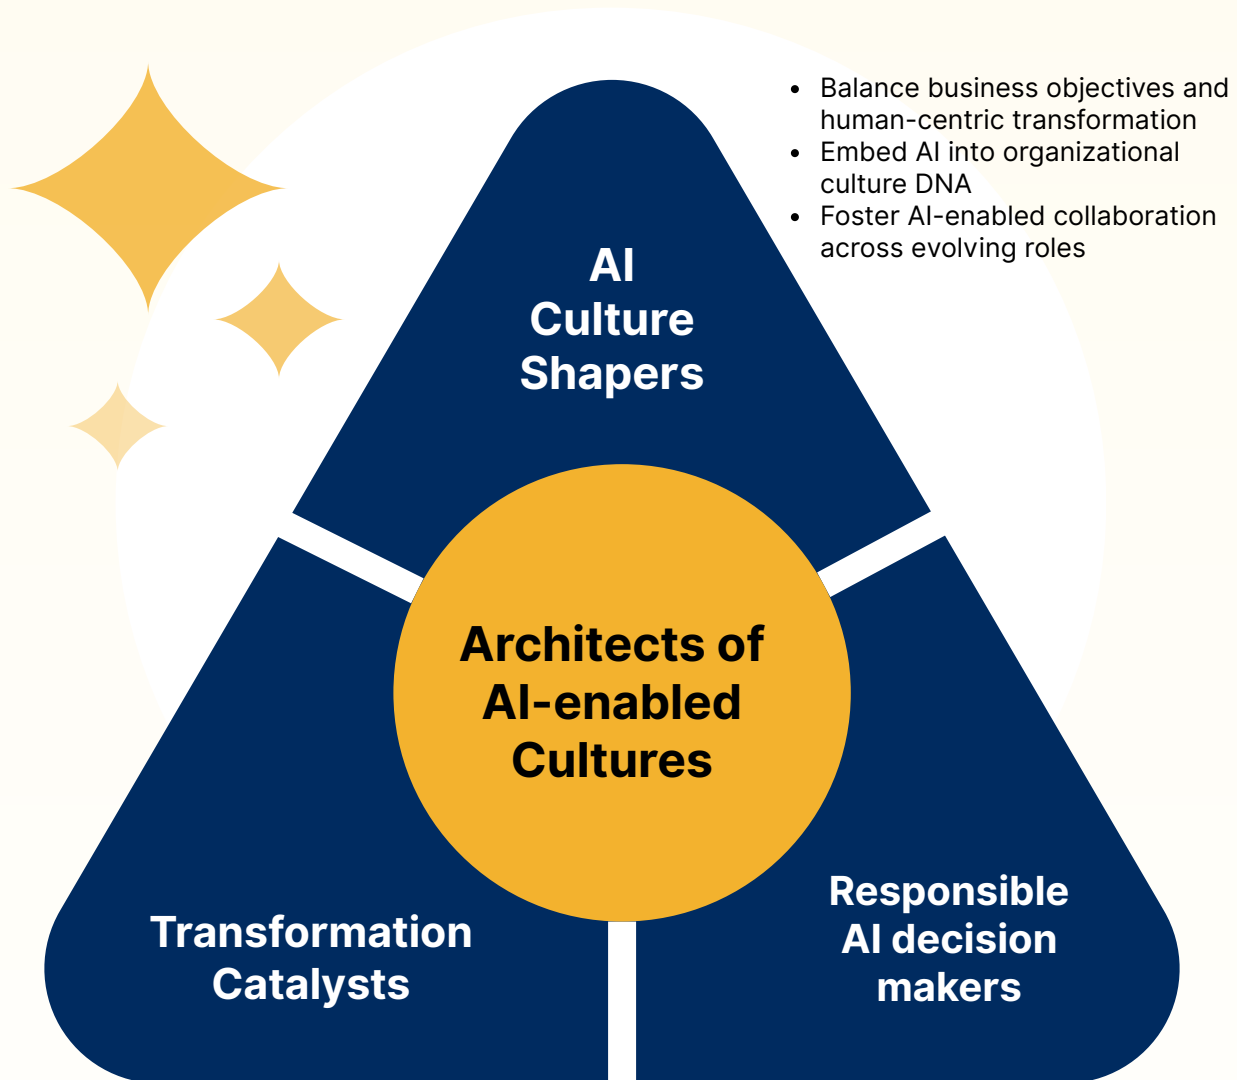 • Balance business objectives and
human-centric transformation
• Embed AI into organizational
culture DNA
• Foster AI-enabled collaboration
across evolving roles
AI
Culture
Shapers
Architects of
AI-enabled
Cultures
Transformation
Catalysts
Responsible
AI decision
makers